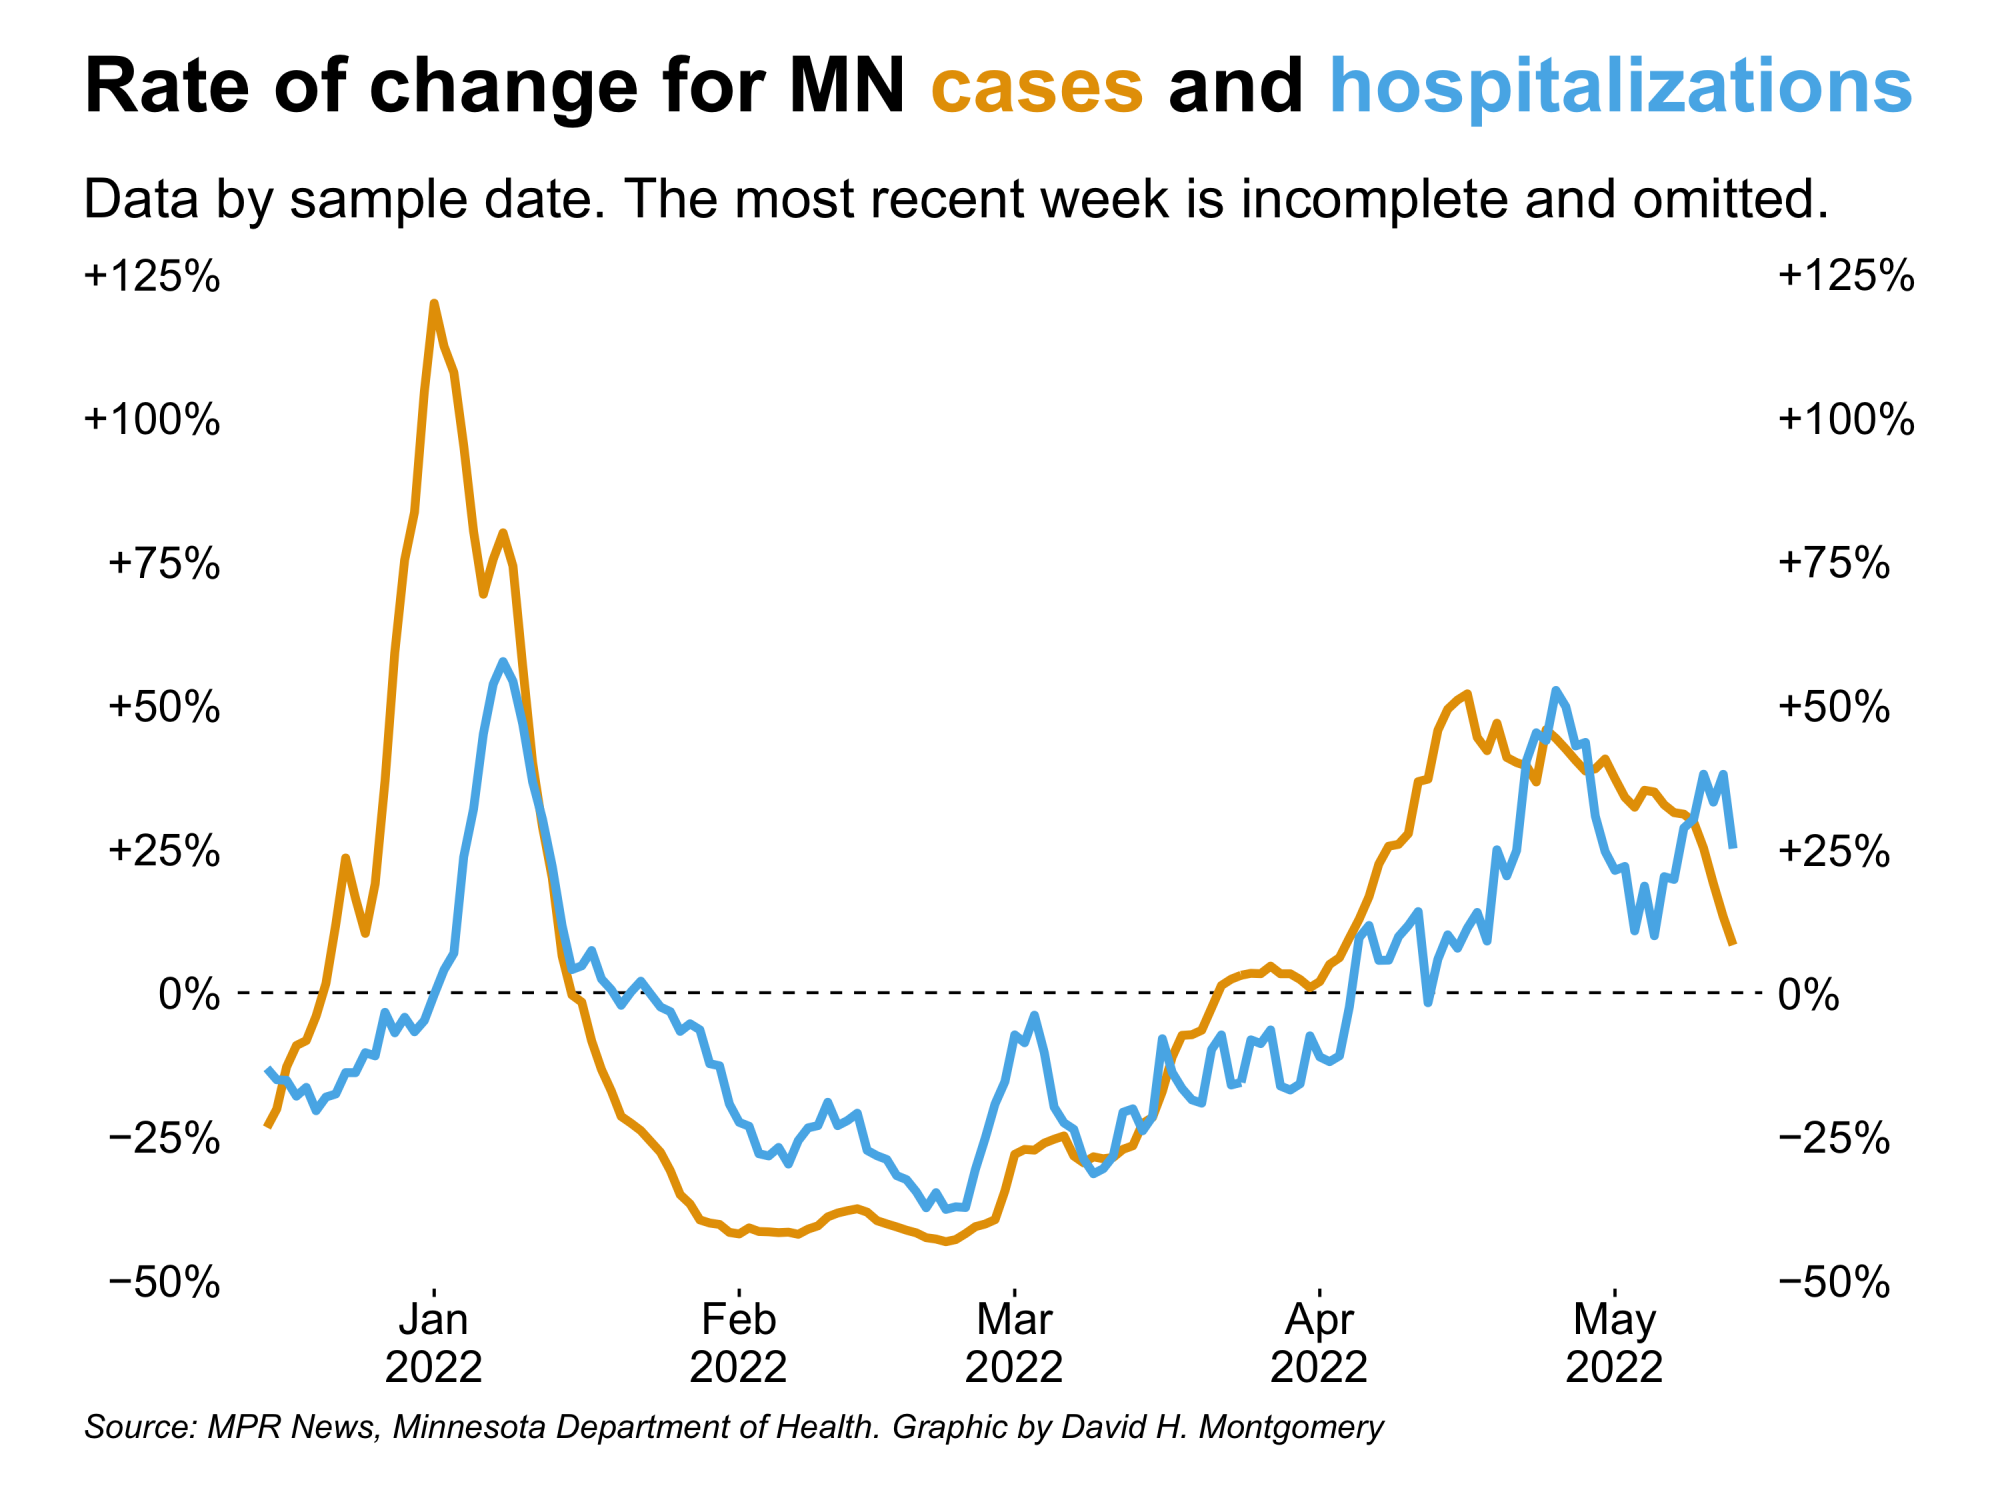 Rate of change for MN cases and hospitalizations
Data by sample date. The most recent week is incomplete and omitted.
+125% +125%
+100% +100%
+75% +75%
+50% +50%
+25% +25%
0% 0%
−25% −25%
−50% −50%
Jan Feb Mar Apr May
2022 2022 2022 2022 2022
Source: MPR News, Minnesota Department of Health. Graphic by David H. Montgomery